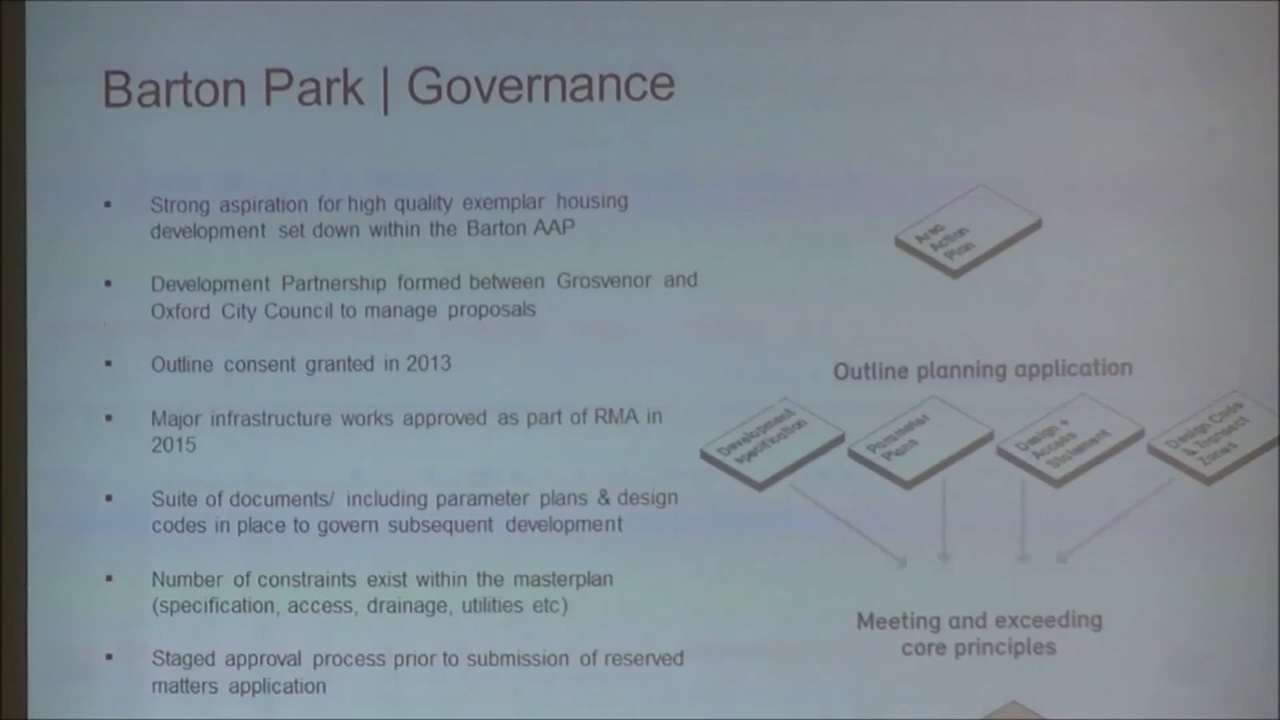 Barton Park | Governance
▪ Strong aspiration for high quality exemplar housing
development set down within the Barton AAP
▪ Development Partnership formed between Grosvenor and
Oxford City Council to manage proposals
▪ Outline consent granted in 2013
▪ Major infrastructure works approved as part of RMA in
2015
▪ Suite of documents/ including parameter plans & design
codes in place to govern subsequent development
▪ Number of constraints exist within the masterplan
(specification, access, drainage, utilities etc)
▪ Staged approval process prior to submission of reserved
matters application
Area
Action
Plan
Outline planning application
Development
specification
Parameter
Plans
Design +
Access
Statement
Design Code
& Transect
Zones
Meeting and exceeding
core principles